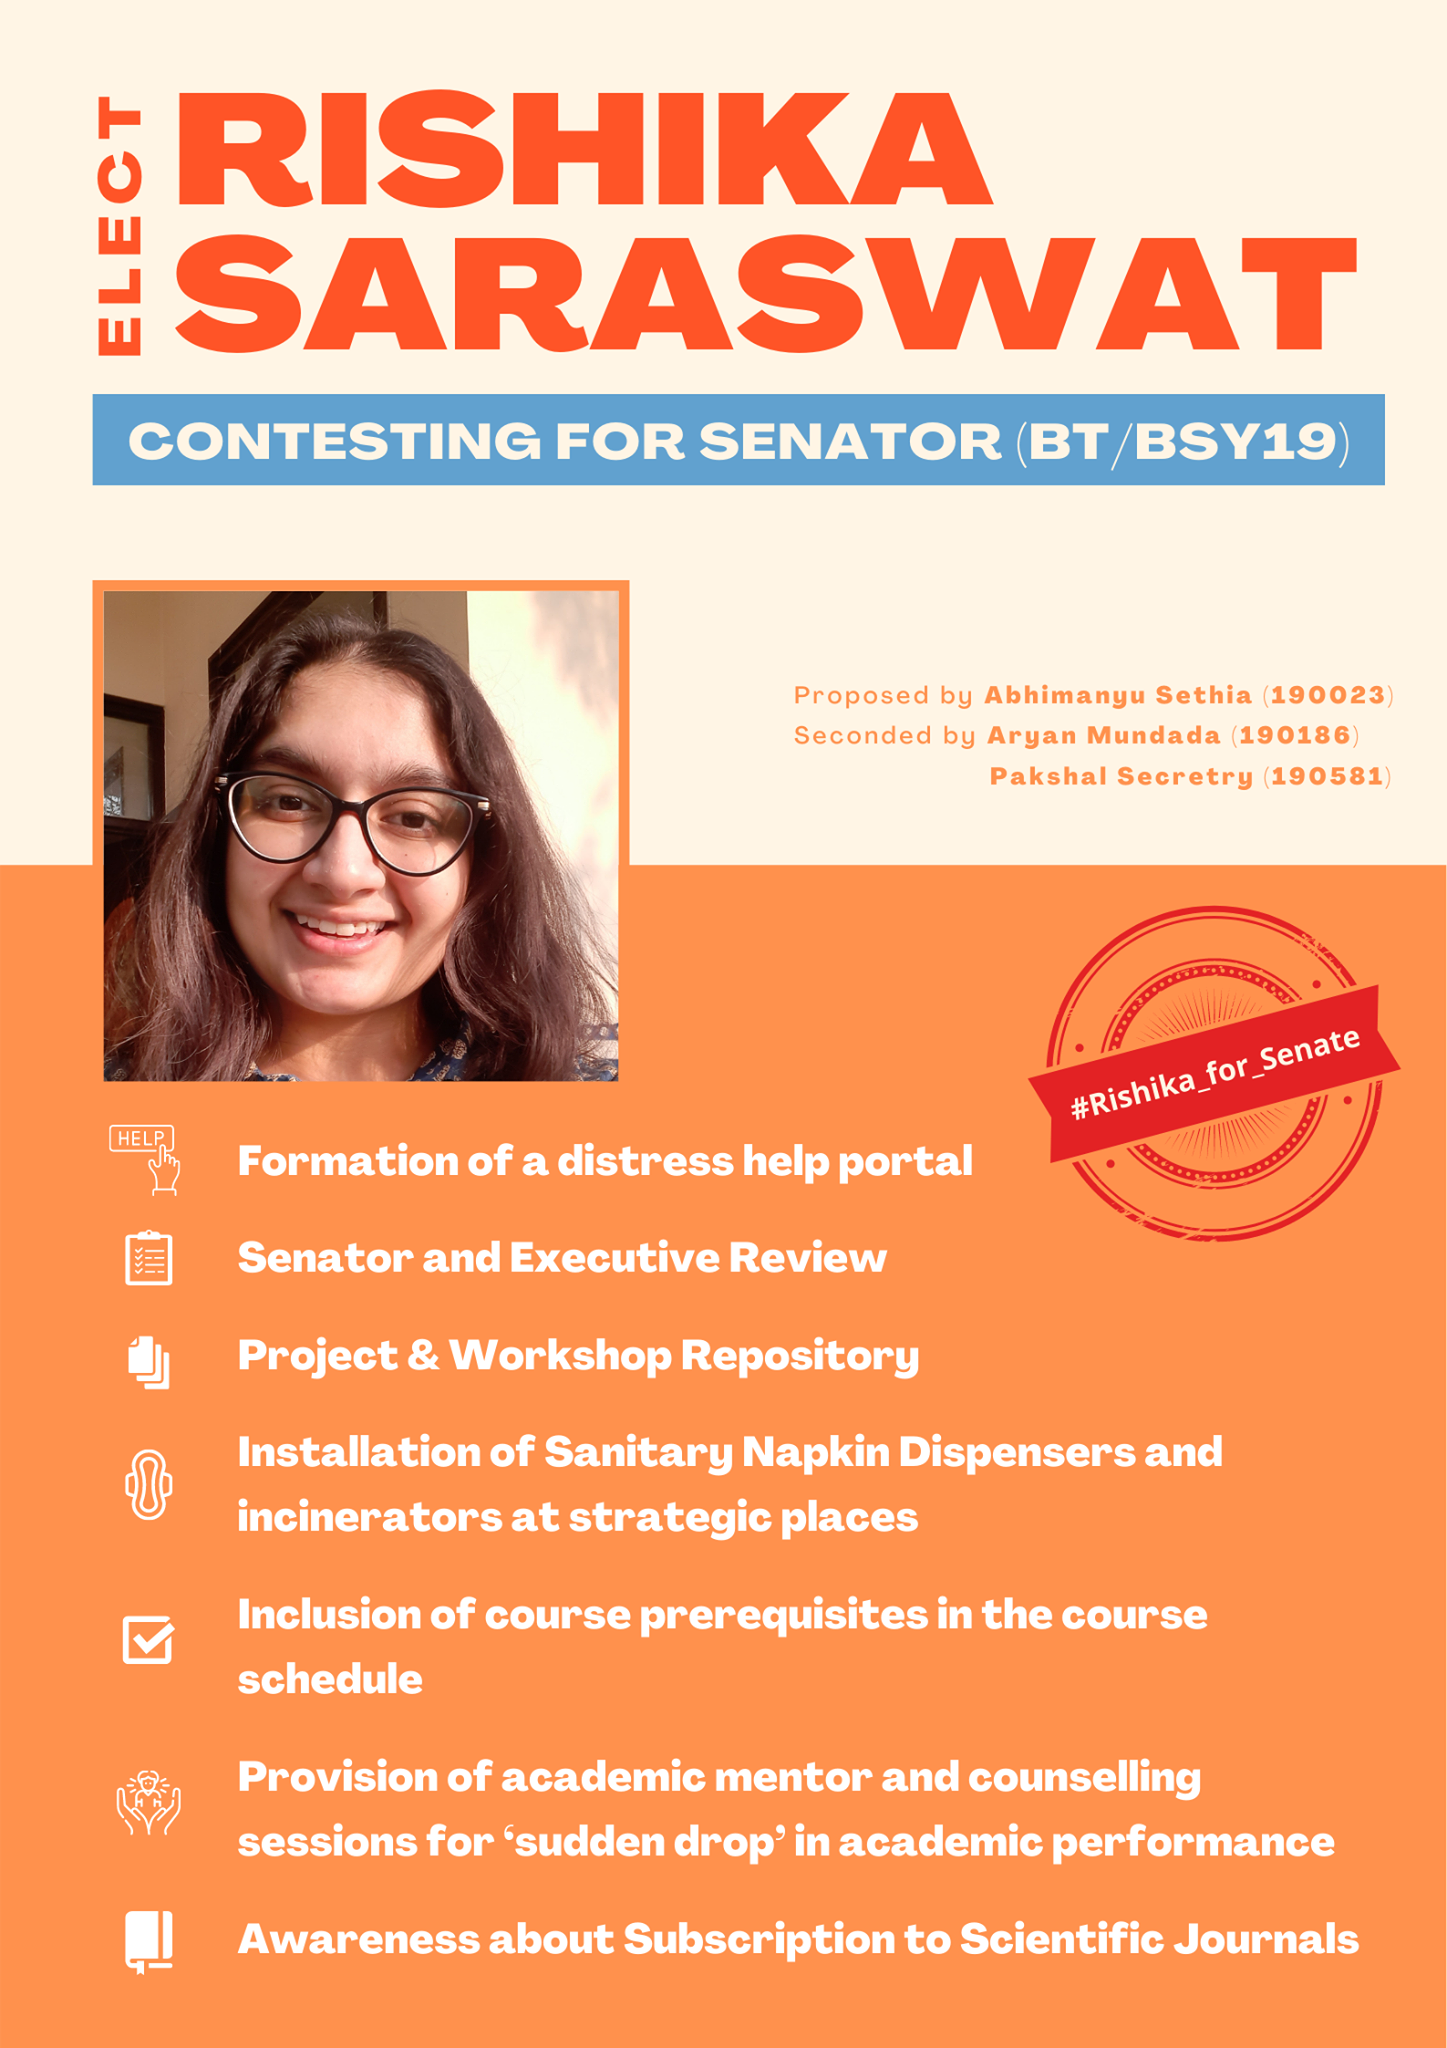 ELECT
RISHIKA
SARASWAT
CONTESTING FOR SENATOR (BT/BSY19)
Proposed by Abhimanyu Sethia (190023)
Seconded by Aryan Mundada (190186)
Pakshal Secretry (190581)
#Rishika_for_Senate
HELP
Formation of a distress help portal
Senator and Executive Review
Project & Workshop Repository
Installation of Sanitary Napkin Dispensers and
incinerators at strategic places
Inclusion of course prerequisites in the course
schedule
Provision of academic mentor and counselling
sessions for ‘sudden drop’ in academic performance
Awareness about Subscription to Scientific Journals